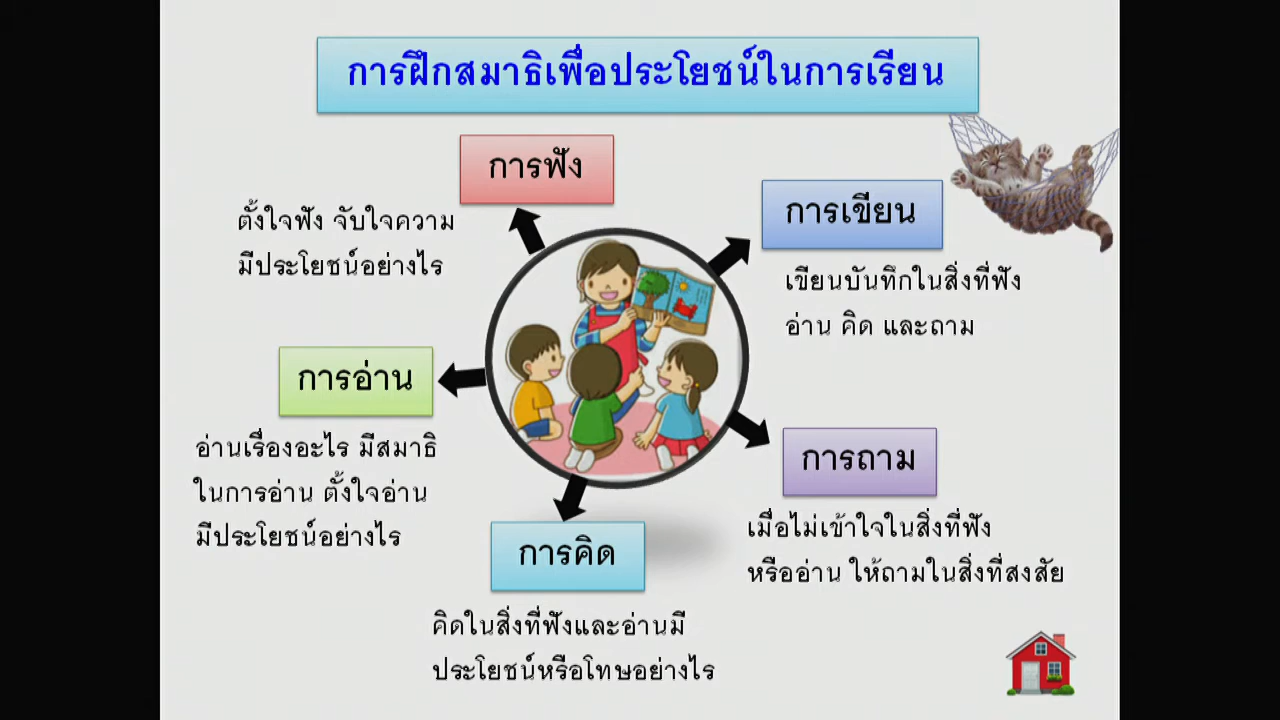 การฝึกสมาธิเพื่อประโยชน์ในการเรียน
การฟัง
ตั้งใจฟัง จับใจความ
มีประโยชน์อย่างไร
การเขียน
เขียนบันทึกในสิ่งที่ฟัง
อ่าน คิด และถาม
การอ่าน
อ่านเรื่องอะไร มีสมาธิ
ในการอ่าน ตั้งใจอ่าน
มีประโยชน์อย่างไร
การถาม
เมื่อไม่เข้าใจในสิ่งที่ฟัง
หรืออ่าน ให้ถามในสิ่งที่สงสัย
การคิด
คิดในสิ่งที่ฟังและอ่านมี
ประโยชน์หรือโทษอย่างไร